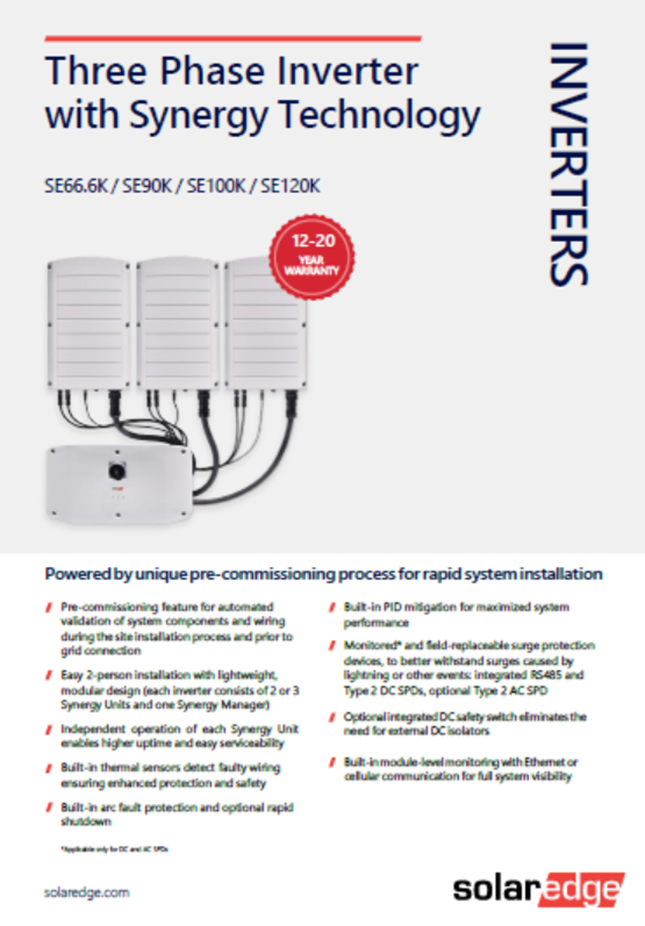 Three Phase Inverter
with Synergy Technology
SE66.6K / SE90K / SE100K / SE120K
INVERTERS
12-20
YEAR
WARRANTY
Powered by unique pre-commissioning process for rapid system installation
Pre-commissioning feature for automated
validation of system components and wiring
during the site installation process and prior to
grid connection
Easy 2-person installation with lightweight,
modular design (each inverter consists of 2 or 3
Synergy Units and one Synergy Manager)
Independent operation of each Synergy Unit
enables higher uptime and easy serviceability
Built-in thermal sensors detect faulty wiring
ensuring enhanced protection and safety
Built-in arc fault protection and optional rapid
shutdown
Built-in PID mitigation for maximized system
performance
Monitored* and field-replaceable surge protection
devices, to better withstand surges caused by
lightning or other events: integrated RS485 and
Type 2 DC SPDs, optional Type 2 AC SPD
Optional integrated DC safety switch eliminates the
need for external DC isolators
Built-in module-level monitoring with Ethernet or
cellular communication for full system visibility
*Applicable only for DC and AC SPDs
solaredge.com
solaredge